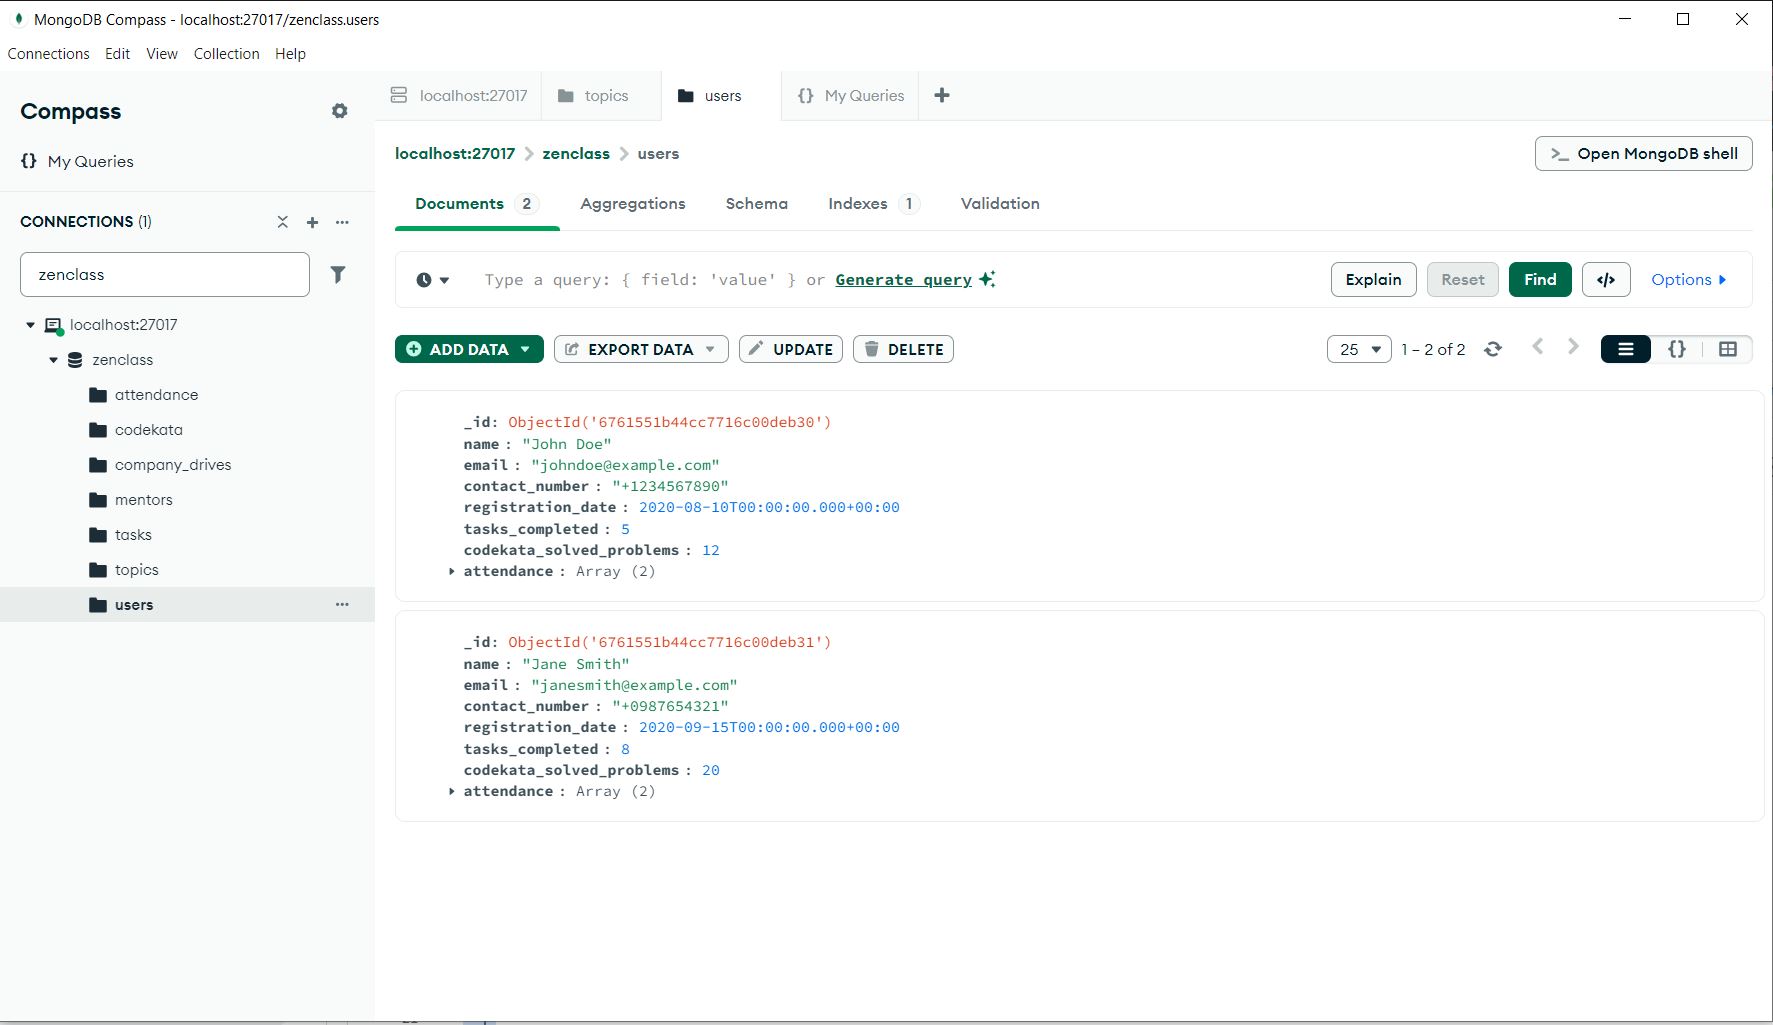 MongoDB Compass - localhost:27017/zenclass.users
Connections Edit View Collection Help
Compass
My Queries
CONNECTIONS (1)
zenclass
localhost:27017
zenclass
attendance
codekata
company_drives
mentors
tasks
topics
users
localhost:27017 topics users {} My Queries
localhost:27017 > zenclass > users
>_ Open MongoDB shell
Documents 2 Aggregations Schema Indexes 1 Validation
Type a query: { field: 'value' } or Generate query
Explain Reset Find </> Options
ADD DATA EXPORT DATA UPDATE DELETE
25 1 – 2 of 2 {}
_id: ObjectId('6761551b44cc7716c00deb30')
name : "John Doe"
email : "johndoe@example.com"
contact_number : "+1234567890"
registration_date : 2020-08-10T00:00:00.000+00:00
tasks_completed : 5
codekata_solved_problems : 12
attendance : Array (2)
_id: ObjectId('6761551b44cc7716c00deb31')
name : "Jane Smith"
email : "janesmith@example.com"
contact_number : "+0987654321"
registration_date : 2020-09-15T00:00:00.000+00:00
tasks_completed : 8
codekata_solved_problems : 20
attendance : Array (2)